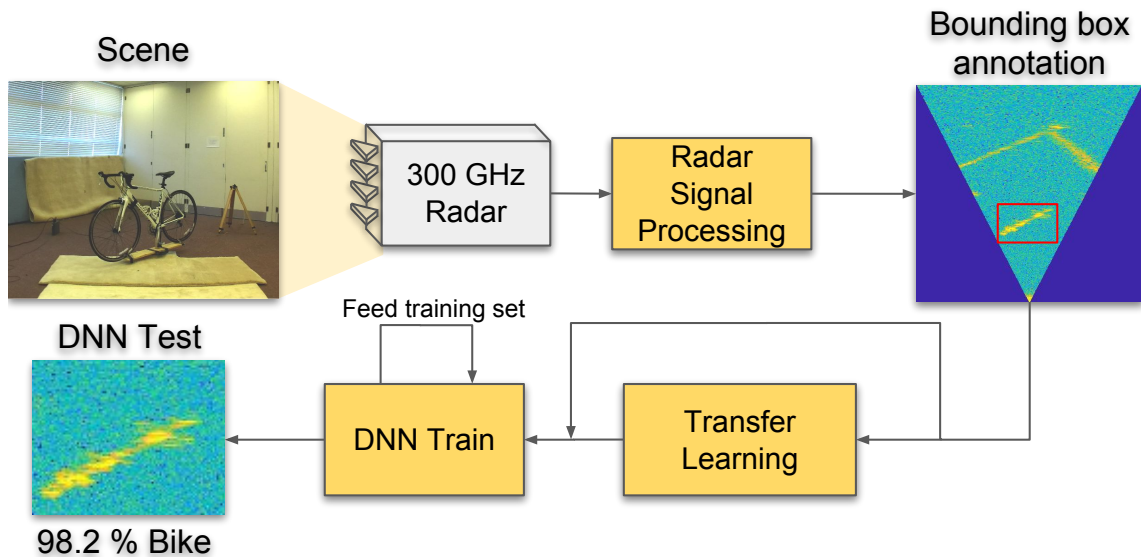 Scene
Bounding box
annotation
300 GHz
Radar
Radar
Signal
Processing
Feed training set
DNN Test
DNN Train
Transfer
Learning
98.2 % Bike